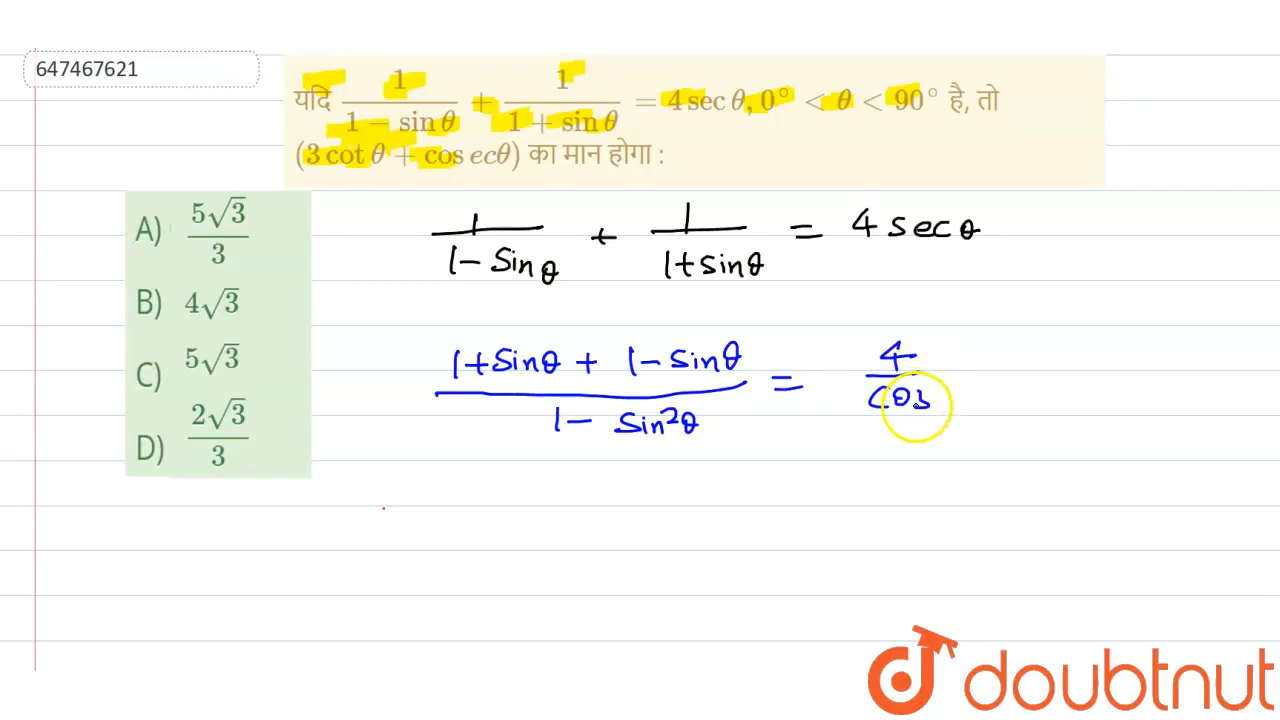 647467621
यदि 1/(1 − sin θ) + 1/(1 + sin θ) = 4 sec θ, 0° < θ < 90° है, तो
(3 cot θ + cos ecθ) का मान होगा :
A) 5√3/3
B) 4√3
C) 5√3
D) 2√3/3
1/(1 − Sinθ) + 1/(1 + sinθ) = 4 secθ
(1 + Sinθ + 1 − Sinθ)/(1 − Sin²θ) = 4/cos
doubtnut